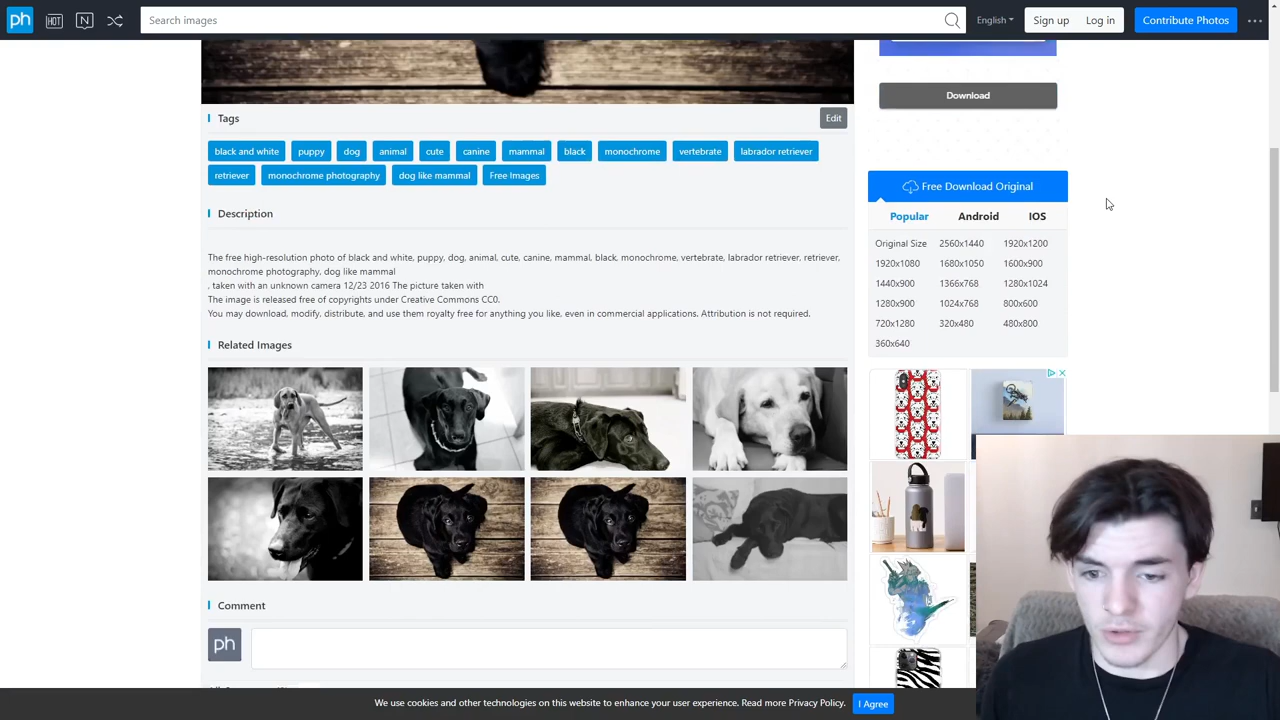 ph HOT N Search images English Sign up Log in Contribute Photos
Download
Tags Edit
black and white puppy dog animal cute canine mammal black monochrome vertebrate labrador retriever
retriever monochrome photography dog like mammal Free Images
Free Download Original
Description
Popular Android IOS
Original Size 2560x1440 1920x1200
1920x1080 1680x1050 1600x900
1440x900 1366x768 1280x1024
1280x900 1024x768 800x600
720x1280 320x480 480x800
360x640
The free high-resolution photo of black and white, puppy, dog, animal, cute, canine, mammal, black, monochrome, vertebrate, labrador retriever, retriever,
monochrome photography, dog like mammal
, taken with an unknown camera 12/23 2016 The picture taken with
The image is released free of copyrights under Creative Commons CC0.
You may download, modify, distribute, and use them royalty free for anything you like, even in commercial applications. Attribution is not required.
Related Images
Comment
ph
We use cookies and other technologies on this website to enhance your user experience. Read more Privacy Policy. I Agree